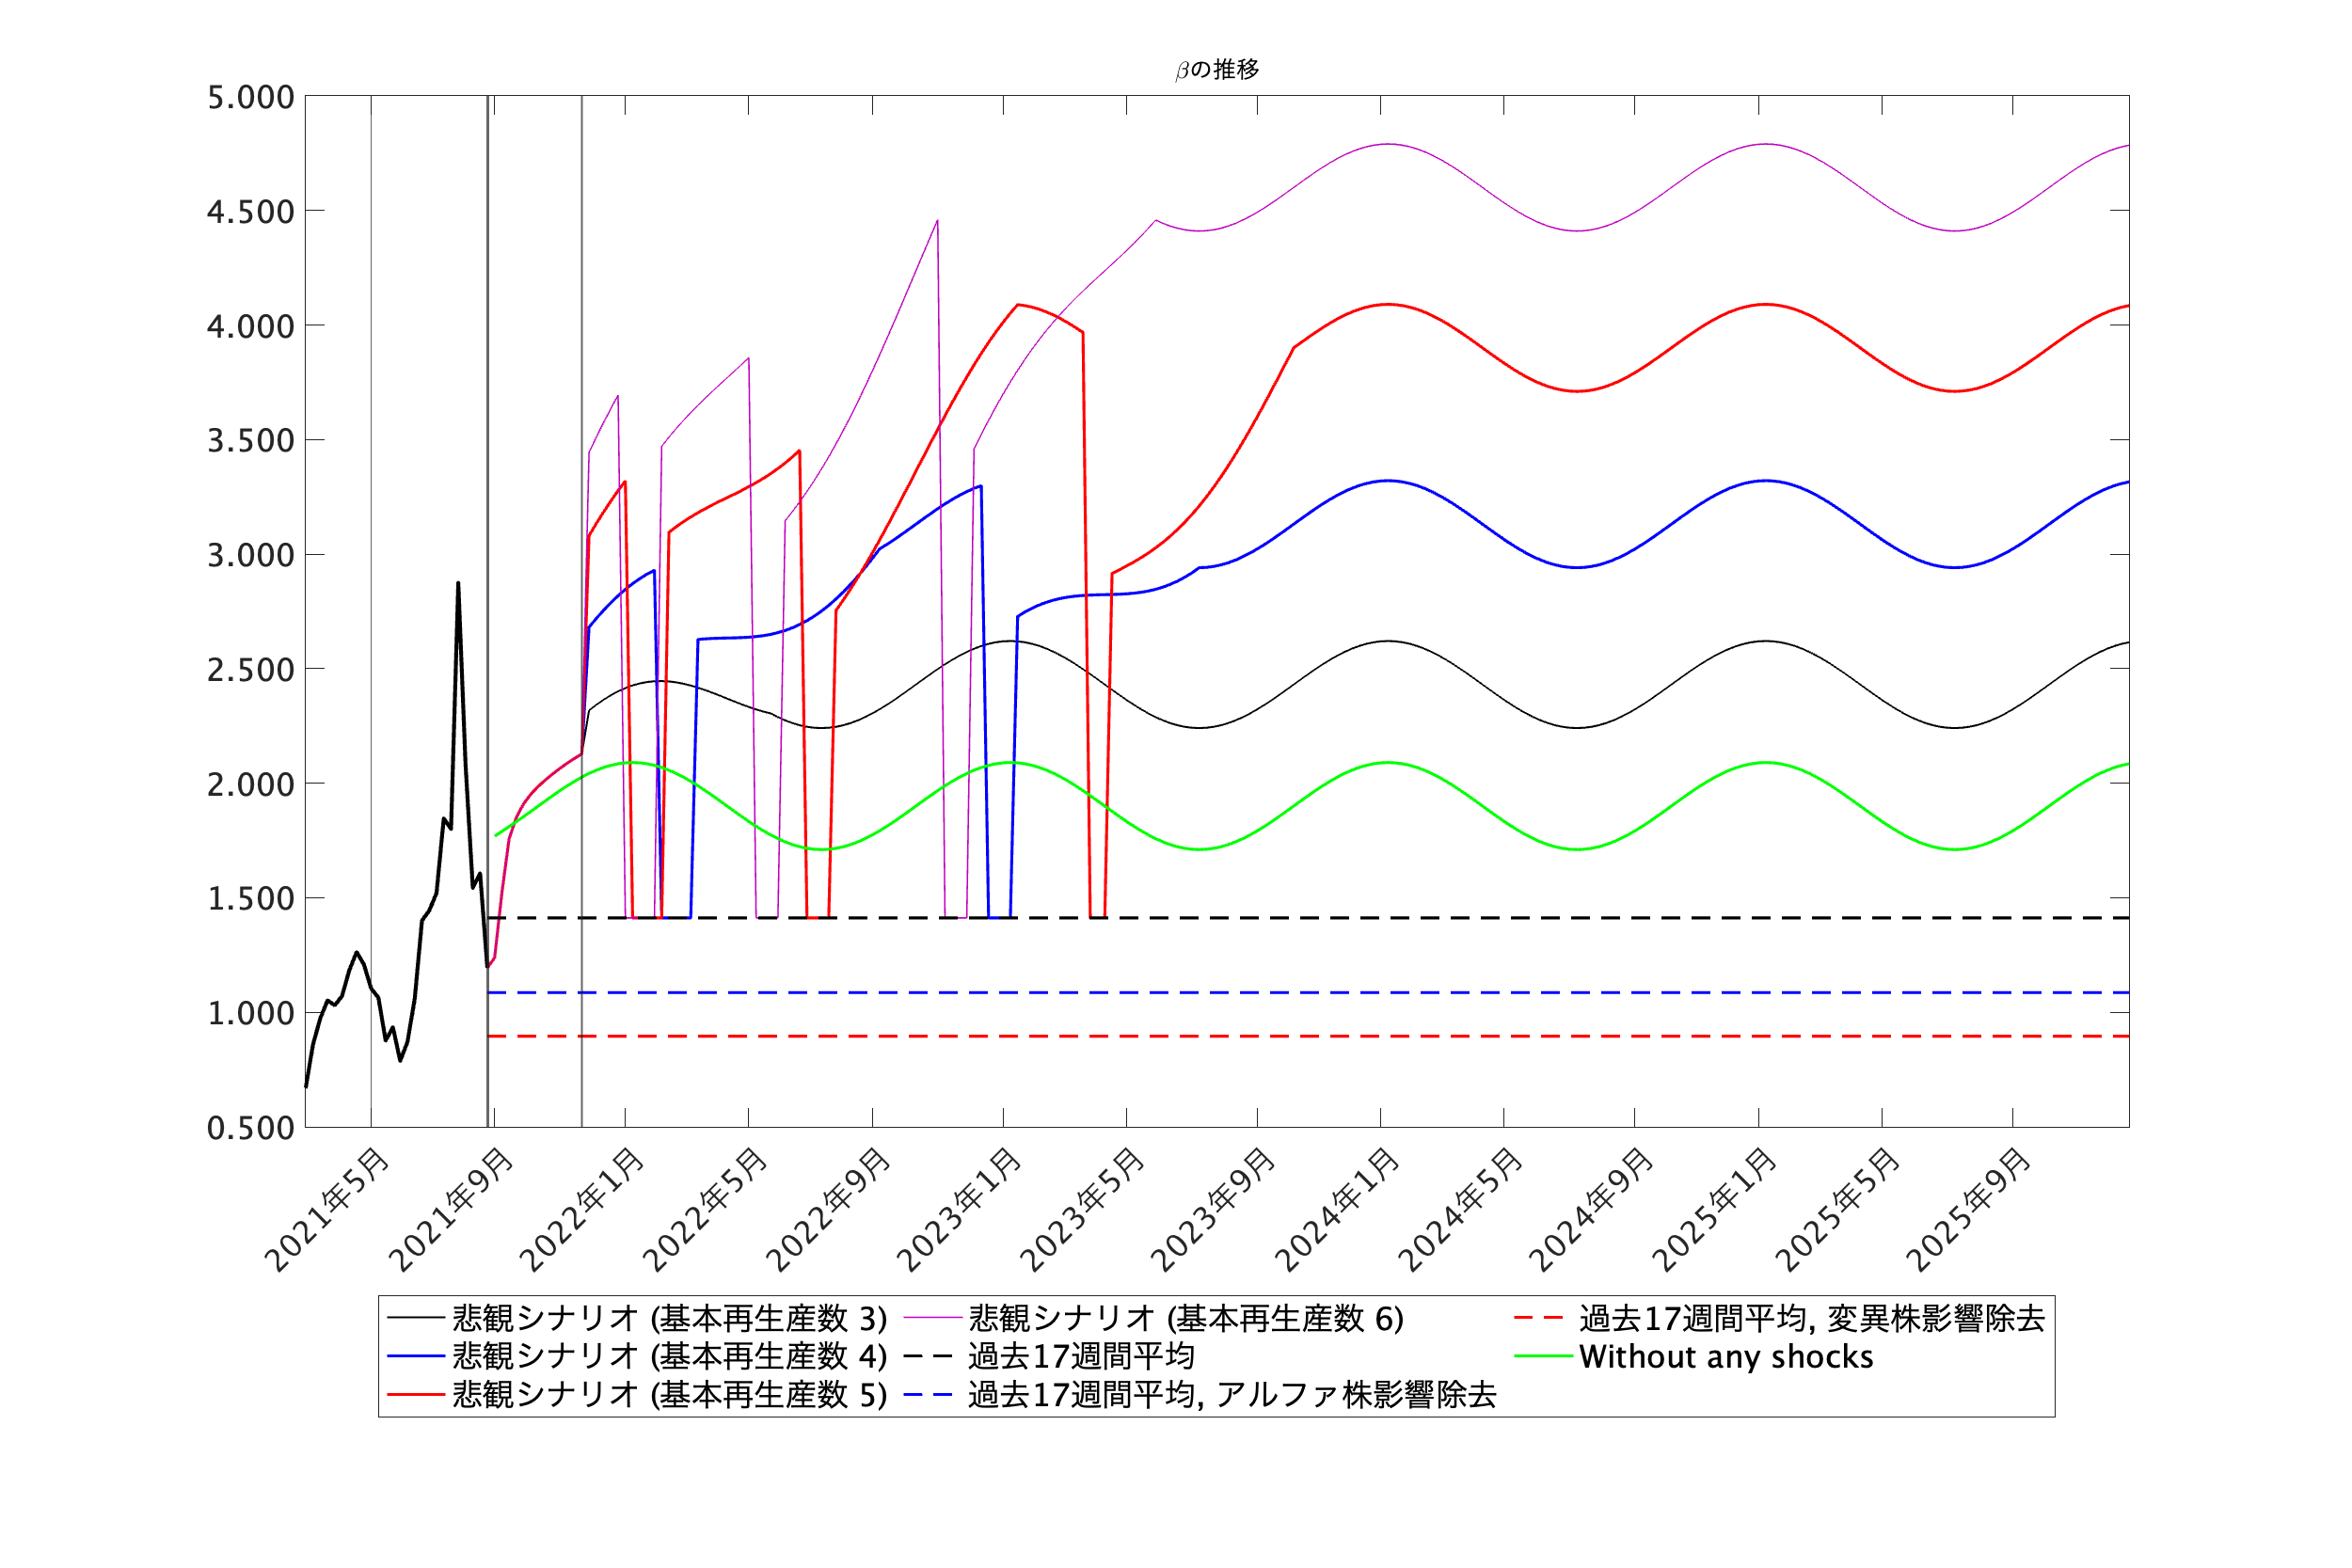 βの推移
5.000
4.500
4.000
3.500
3.000
2.500
2.000
1.500
1.000
0.500
2021年5月
2021年9月
2022年1月
2022年5月
2022年9月
2023年1月
2023年5月
2023年9月
2024年1月
2024年5月
2024年9月
2025年1月
2025年5月
2025年9月
悲観シナリオ (基本再生産数 3)
悲観シナリオ (基本再生産数 4)
悲観シナリオ (基本再生産数 5)
悲観シナリオ (基本再生産数 6)
過去17週間平均
過去17週間平均, アルファ株影響除去
過去17週間平均, 変異株影響除去
Without any shocks